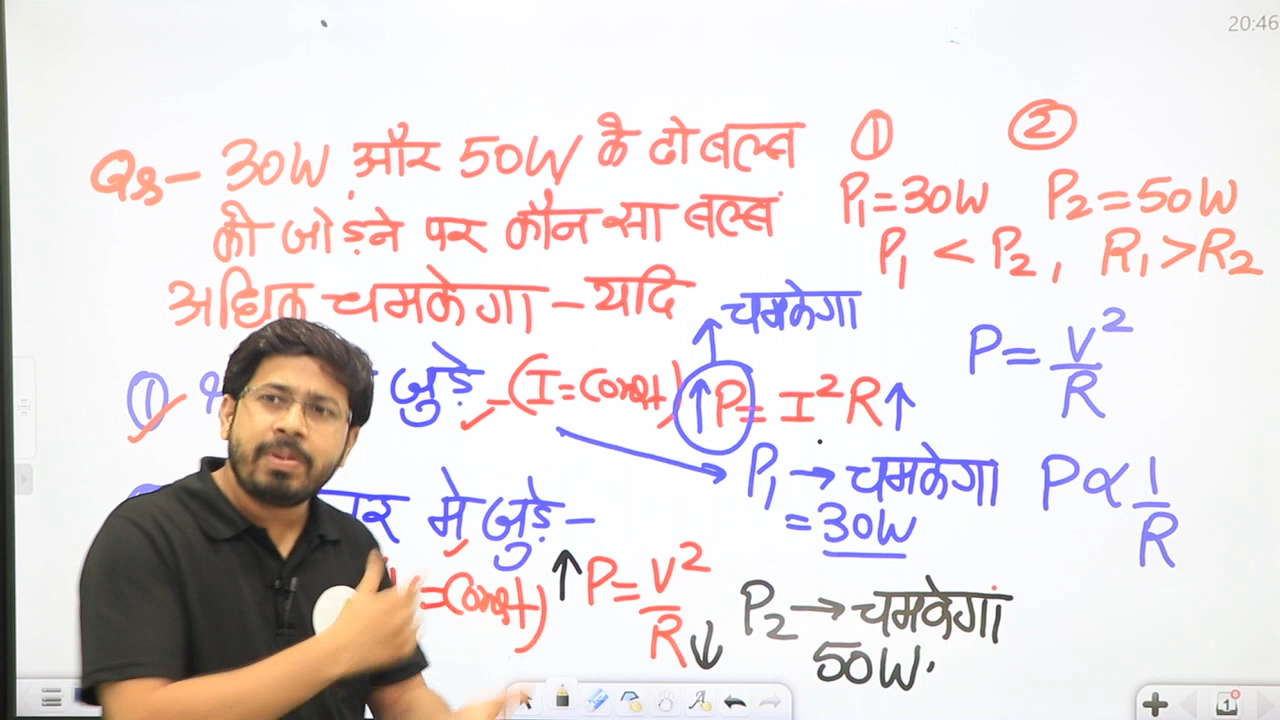 20:46
Qs- 30W और 50W के दो बल्ब
को जोड़ने पर कौन सा बल्ब
अधिक चमकेगा - यदि
① ②
P₁=30W P₂=50W
P₁ < P₂, R₁>R₂
चमकेगा
P= V²/R
① जुड़े - (I=Const) ↑P= I²R↑
P₁ → चमकेगा
= 30W
P∝ 1/R
में जुड़े -
=Const) ↑P= V²/R↓
P₂ → चमकेगा
50W.
1